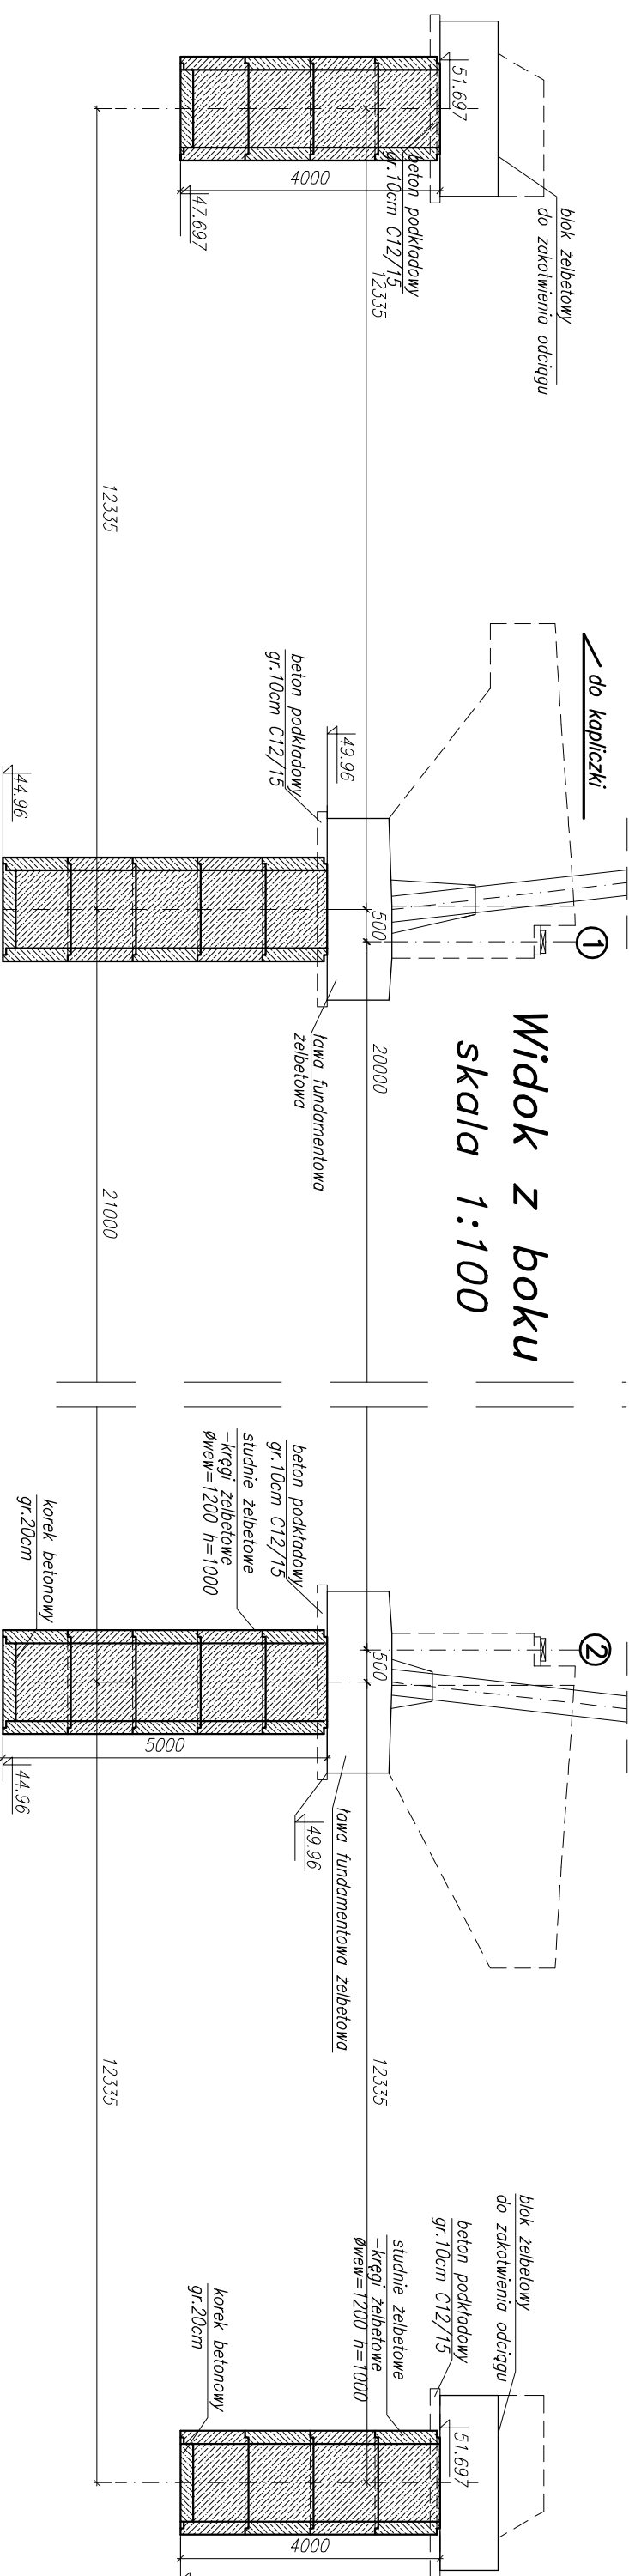 Widok z boku
skala 1:100
do kapliczki
1
2
blok żelbetowy
do zakotwienia odciągu
51.697
beton podkładowy
gr.10cm C12/15
12335
4000
47.697
12335
beton podkładowy
gr.10cm C12/15
49.96
44.96
500
ława fundamentowa
żelbetowa
20000
21000
beton podkładowy
gr.10cm C12/15
studnie żelbetowe
-kręgi żelbetowe
øwew=1200 h=1000
korek betonowy
gr.20cm
500
5000
44.96
49.96
ława fundamentowa żelbetowa
12335
12335
blok żelbetowy
do zakotwienia odciągu
beton podkładowy
gr.10cm C12/15
studnie żelbetowe
-kręgi żelbetowe
øwew=1200 h=1000
korek betonowy
gr.20cm
51.697
4000